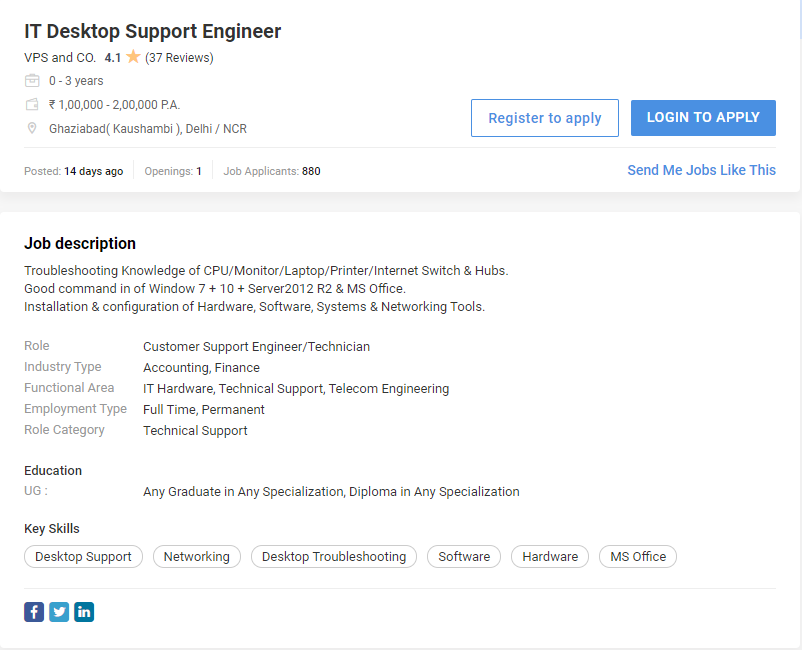 IT Desktop Support Engineer
VPS and CO. 4.1 (37 Reviews)
0 - 3 years
₹ 1,00,000 - 2,00,000 P.A.
Ghaziabad( Kaushambi ), Delhi / NCR
Register to apply LOGIN TO APPLY
Posted: 14 days ago Openings: 1 Job Applicants: 880 Send Me Jobs Like This
Job description
Troubleshooting Knowledge of CPU/Monitor/Laptop/Printer/Internet Switch & Hubs.
Good command in of Window 7 + 10 + Server2012 R2 & MS Office.
Installation & configuration of Hardware, Software, Systems & Networking Tools.
Role Customer Support Engineer/Technician
Industry Type Accounting, Finance
Functional Area IT Hardware, Technical Support, Telecom Engineering
Employment Type Full Time, Permanent
Role Category Technical Support
Education
UG : Any Graduate in Any Specialization, Diploma in Any Specialization
Key Skills
Desktop Support Networking Desktop Troubleshooting Software Hardware MS Office